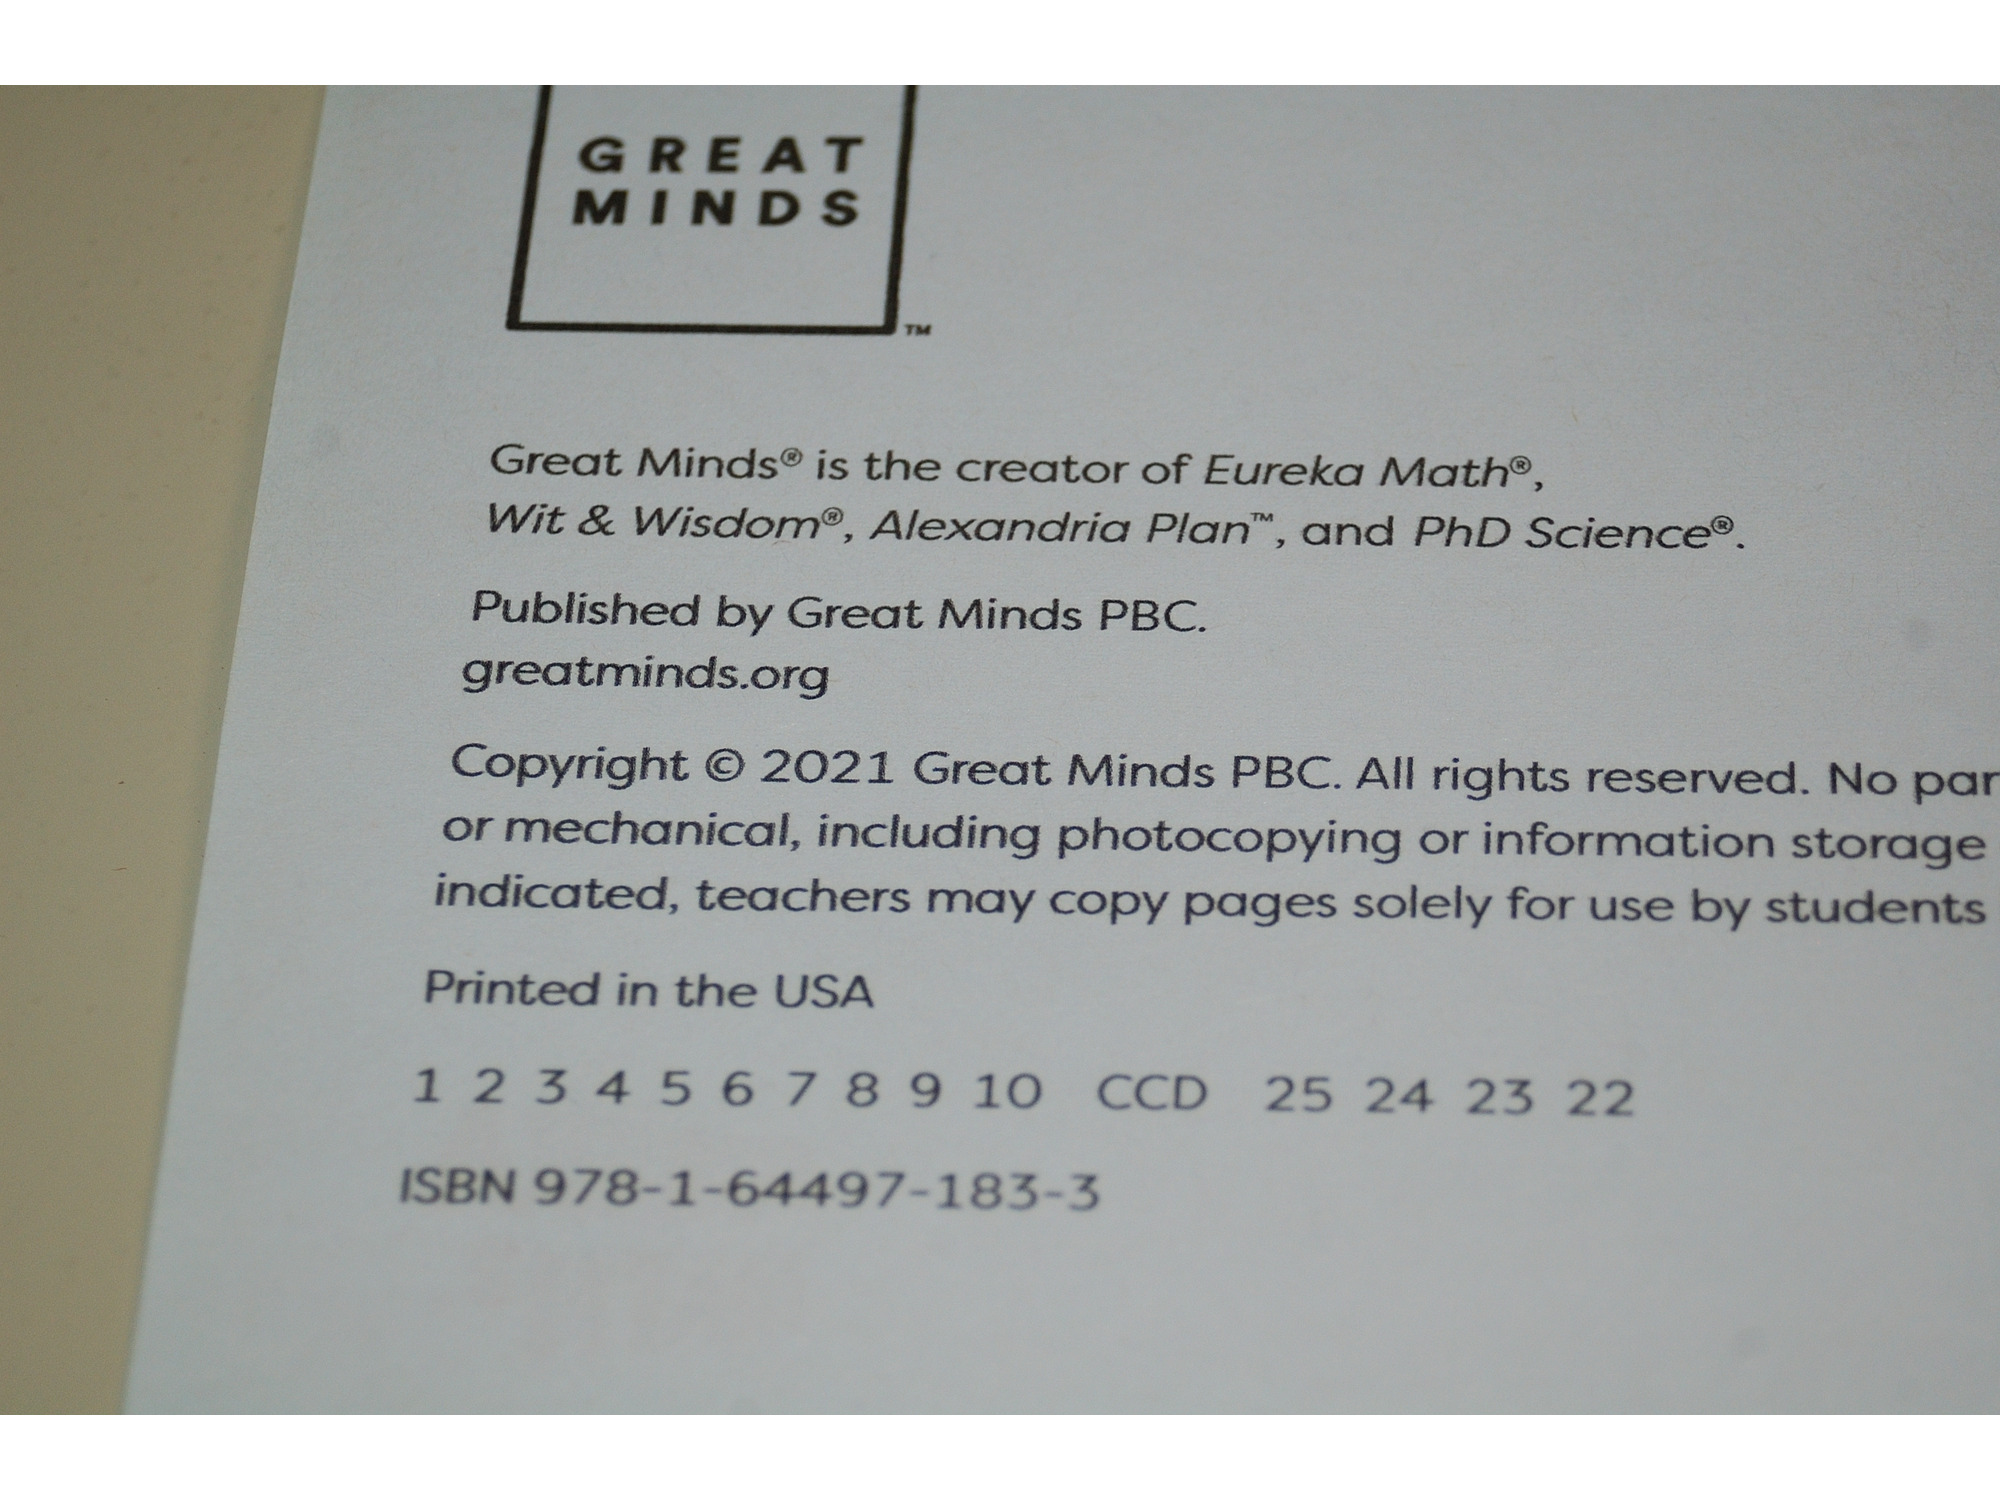 GREAT
MINDS
™
Great Minds® is the creator of Eureka Math®,
Wit & Wisdom®, Alexandria Plan™, and PhD Science®.
Published by Great Minds PBC.
greatminds.org
Copyright © 2021 Great Minds PBC. All rights reserved. No par
or mechanical, including photocopying or information storage
indicated, teachers may copy pages solely for use by students
Printed in the USA
1 2 3 4 5 6 7 8 9 10 CCD 25 24 23 22
ISBN 978-1-64497-183-3